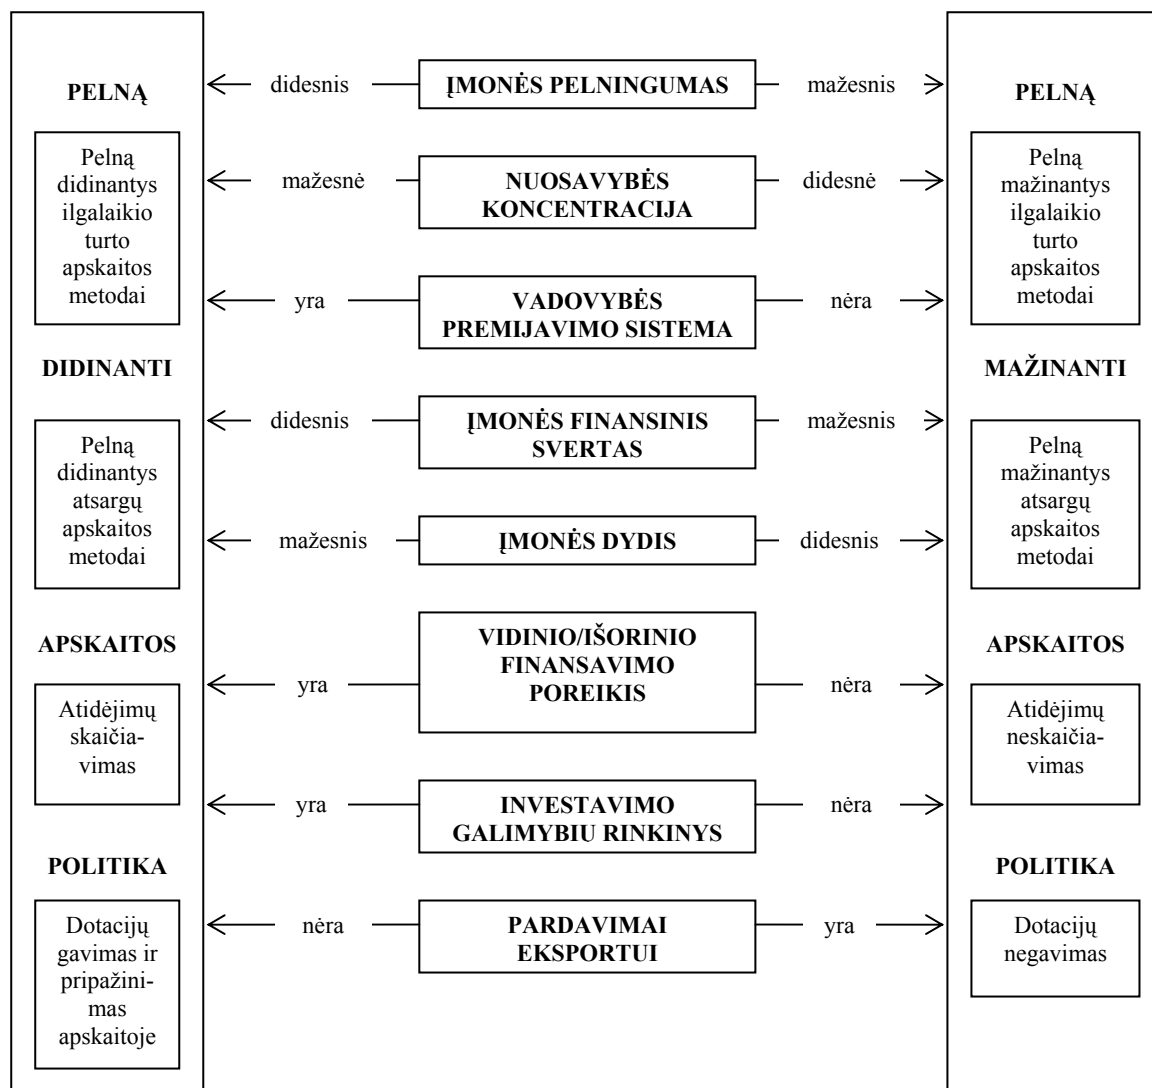 PELNĄ
Pelną
didinantys
ilgalaikio
turto
apskaitos
metodai
DIDINANTI
Pelną
didinantys
atsargų
apskaitos
metodai
APSKAITOS
Atidėjimų
skaičia-
vimas
POLITIKA
Dotacijų
gavimas ir
pripažini-
mas
apskaitoje
didesnis
ĮMONĖS PELNINGUMAS
mažesnis
mažesnė
NUOSAVYBĖS
KONCENTRACIJA
didesnė
yra
VADOVYBĖS
PREMIJAVIMO SISTEMA
nėra
didesnis
ĮMONĖS FINANSINIS
SVERTAS
mažesnis
mažesnis
ĮMONĖS DYDIS
didesnis
yra
VIDINIO/IŠORINIO
FINANSAVIMO
POREIKIS
nėra
yra
INVESTAVIMO
GALIMYBIU RINKINYS
nėra
nėra
PARDAVIMAI
EKSPORTUI
yra
PELNĄ
Pelną
mažinantys
ilgalaikio
turto
apskaitos
metodai
MAŽINANTI
Pelną
mažinantys
atsargų
apskaitos
metodai
APSKAITOS
Atidėjimų
neskaičia-
vimas
POLITIKA
Dotacijų
negavimas